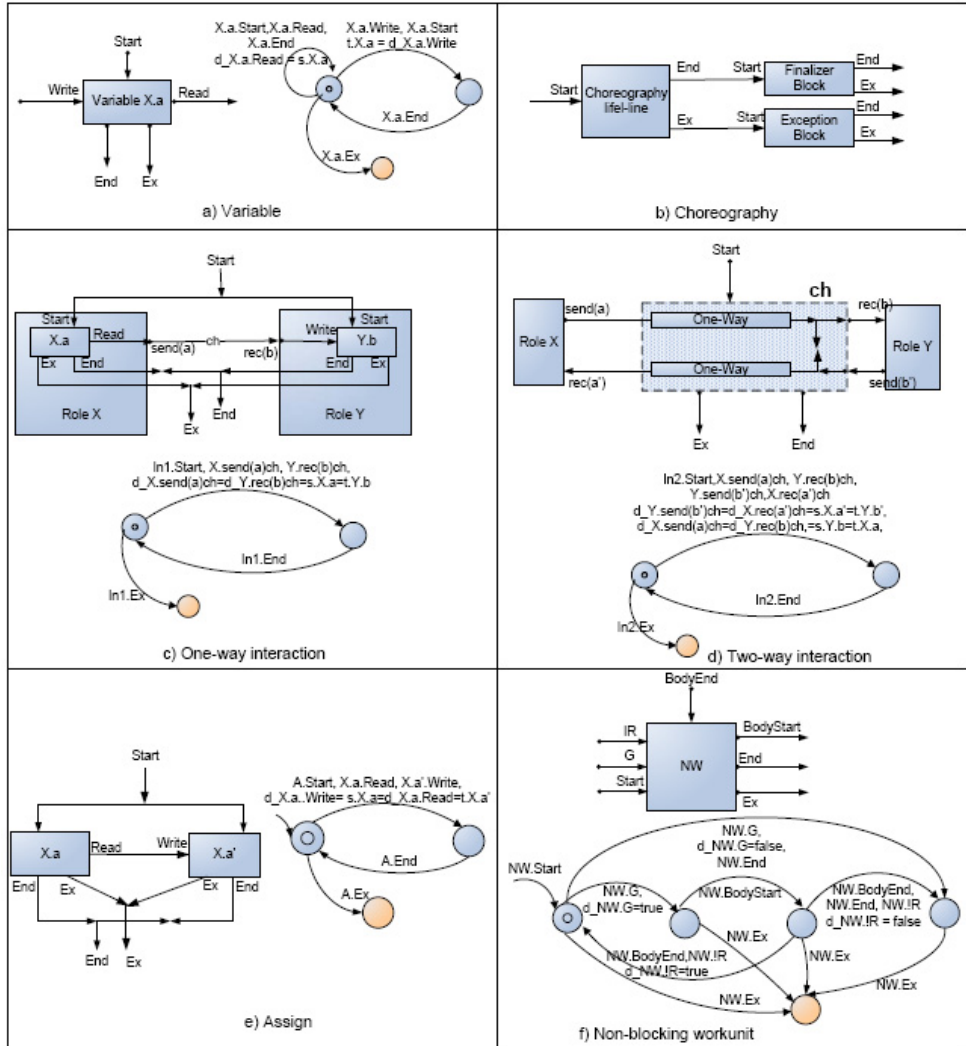 X.a.Start,X.a.Read,
X.a.End
d_X.a.Read = s.X.a
X.a.Write, X.a.Start
t.X.a = d_X.a.Write
Start
Write
Variable X.a
Read
X.a.End
X.a.Ex
End
Ex
a) Variable
Start
Choreography
lifel-line
End
Ex
Start
Finalizer
Block
End
Ex
Start
Exception
Block
End
Ex
b) Choreography
Start
Start
X.a
Read
Ex
End
send(a)
ch
rec(b)
Write
Start
Y.b
End
Ex
Role X
Ex
End
Role Y
In1.Start, X.send(a)ch, Y.rec(b)ch,
d_X.send(a)ch=d_Y.rec(b)ch=s.X.a=t.Y.b
In1.End
In1.Ex
c) One-way interaction
Start
ch
send(a)
One-Way
rec(b)
Role X
Role Y
One-Way
rec(a')
send(b')
Ex
End
In2.Start,X.send(a)ch, Y.rec(b)ch,
Y.send(b')ch,X.rec(a')ch
d_Y.send(b')ch=d_X.rec(a')ch=s.X.a'=t.Y.b',
d_X.send(a)ch=d_Y.rec(b)ch,=s.Y.b=t.X.a,
In2.End
In2.Ex
d) Two-way interaction
Start
X.a
Read
Write
X.a'
End
Ex
Ex
End
End
Ex
A.Start, X.a.Read, X.a'.Write,
d_X.a..Write= s.X.a=d_X.a.Read=t.X.a'
A.End
A.Ex
e) Assign
BodyEnd
IR
G
Start
NW
BodyStart
End
Ex
NW.G,
d_NW.G=false,
NW.End
NW.Start
NW.G,
d_NW.G=true
NW.BodyStart
NW.BodyEnd,
NW.End, NW.!R
d_NW.!R = false
NW.BodyEnd,NW.!R
d_NW.!R=true
NW.Ex
NW.Ex
NW.Ex
NW.Ex
f) Non-blocking workunit